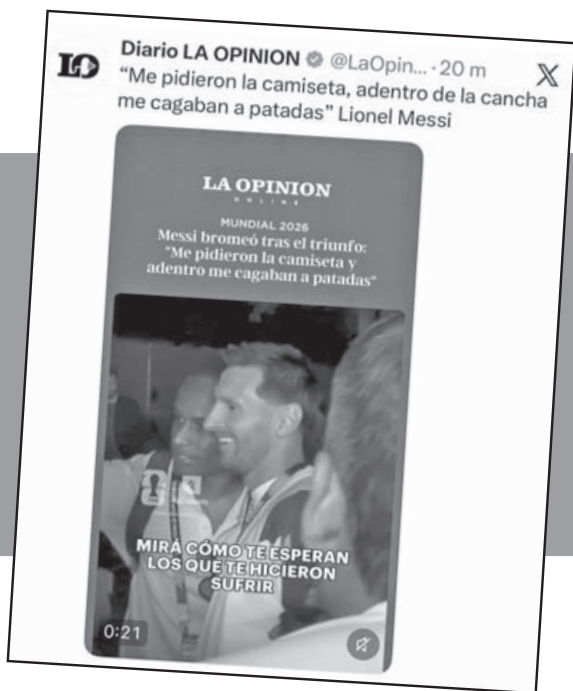 LO
Diario LA OPINION @LaOpin... · 20 m
“Me pidieron la camiseta, adentro de la cancha
me cagaban a patadas” Lionel Messi
LA OPINION
ONLINE
MUNDIAL 2026
Messi bromeó tras el triunfo:
"Me pidieron la camiseta y
adentro me cagaban a patadas"
MIRÁ CÓMO TE ESPERAN
LOS QUE TE HICIERON
SUFRIR
0:21